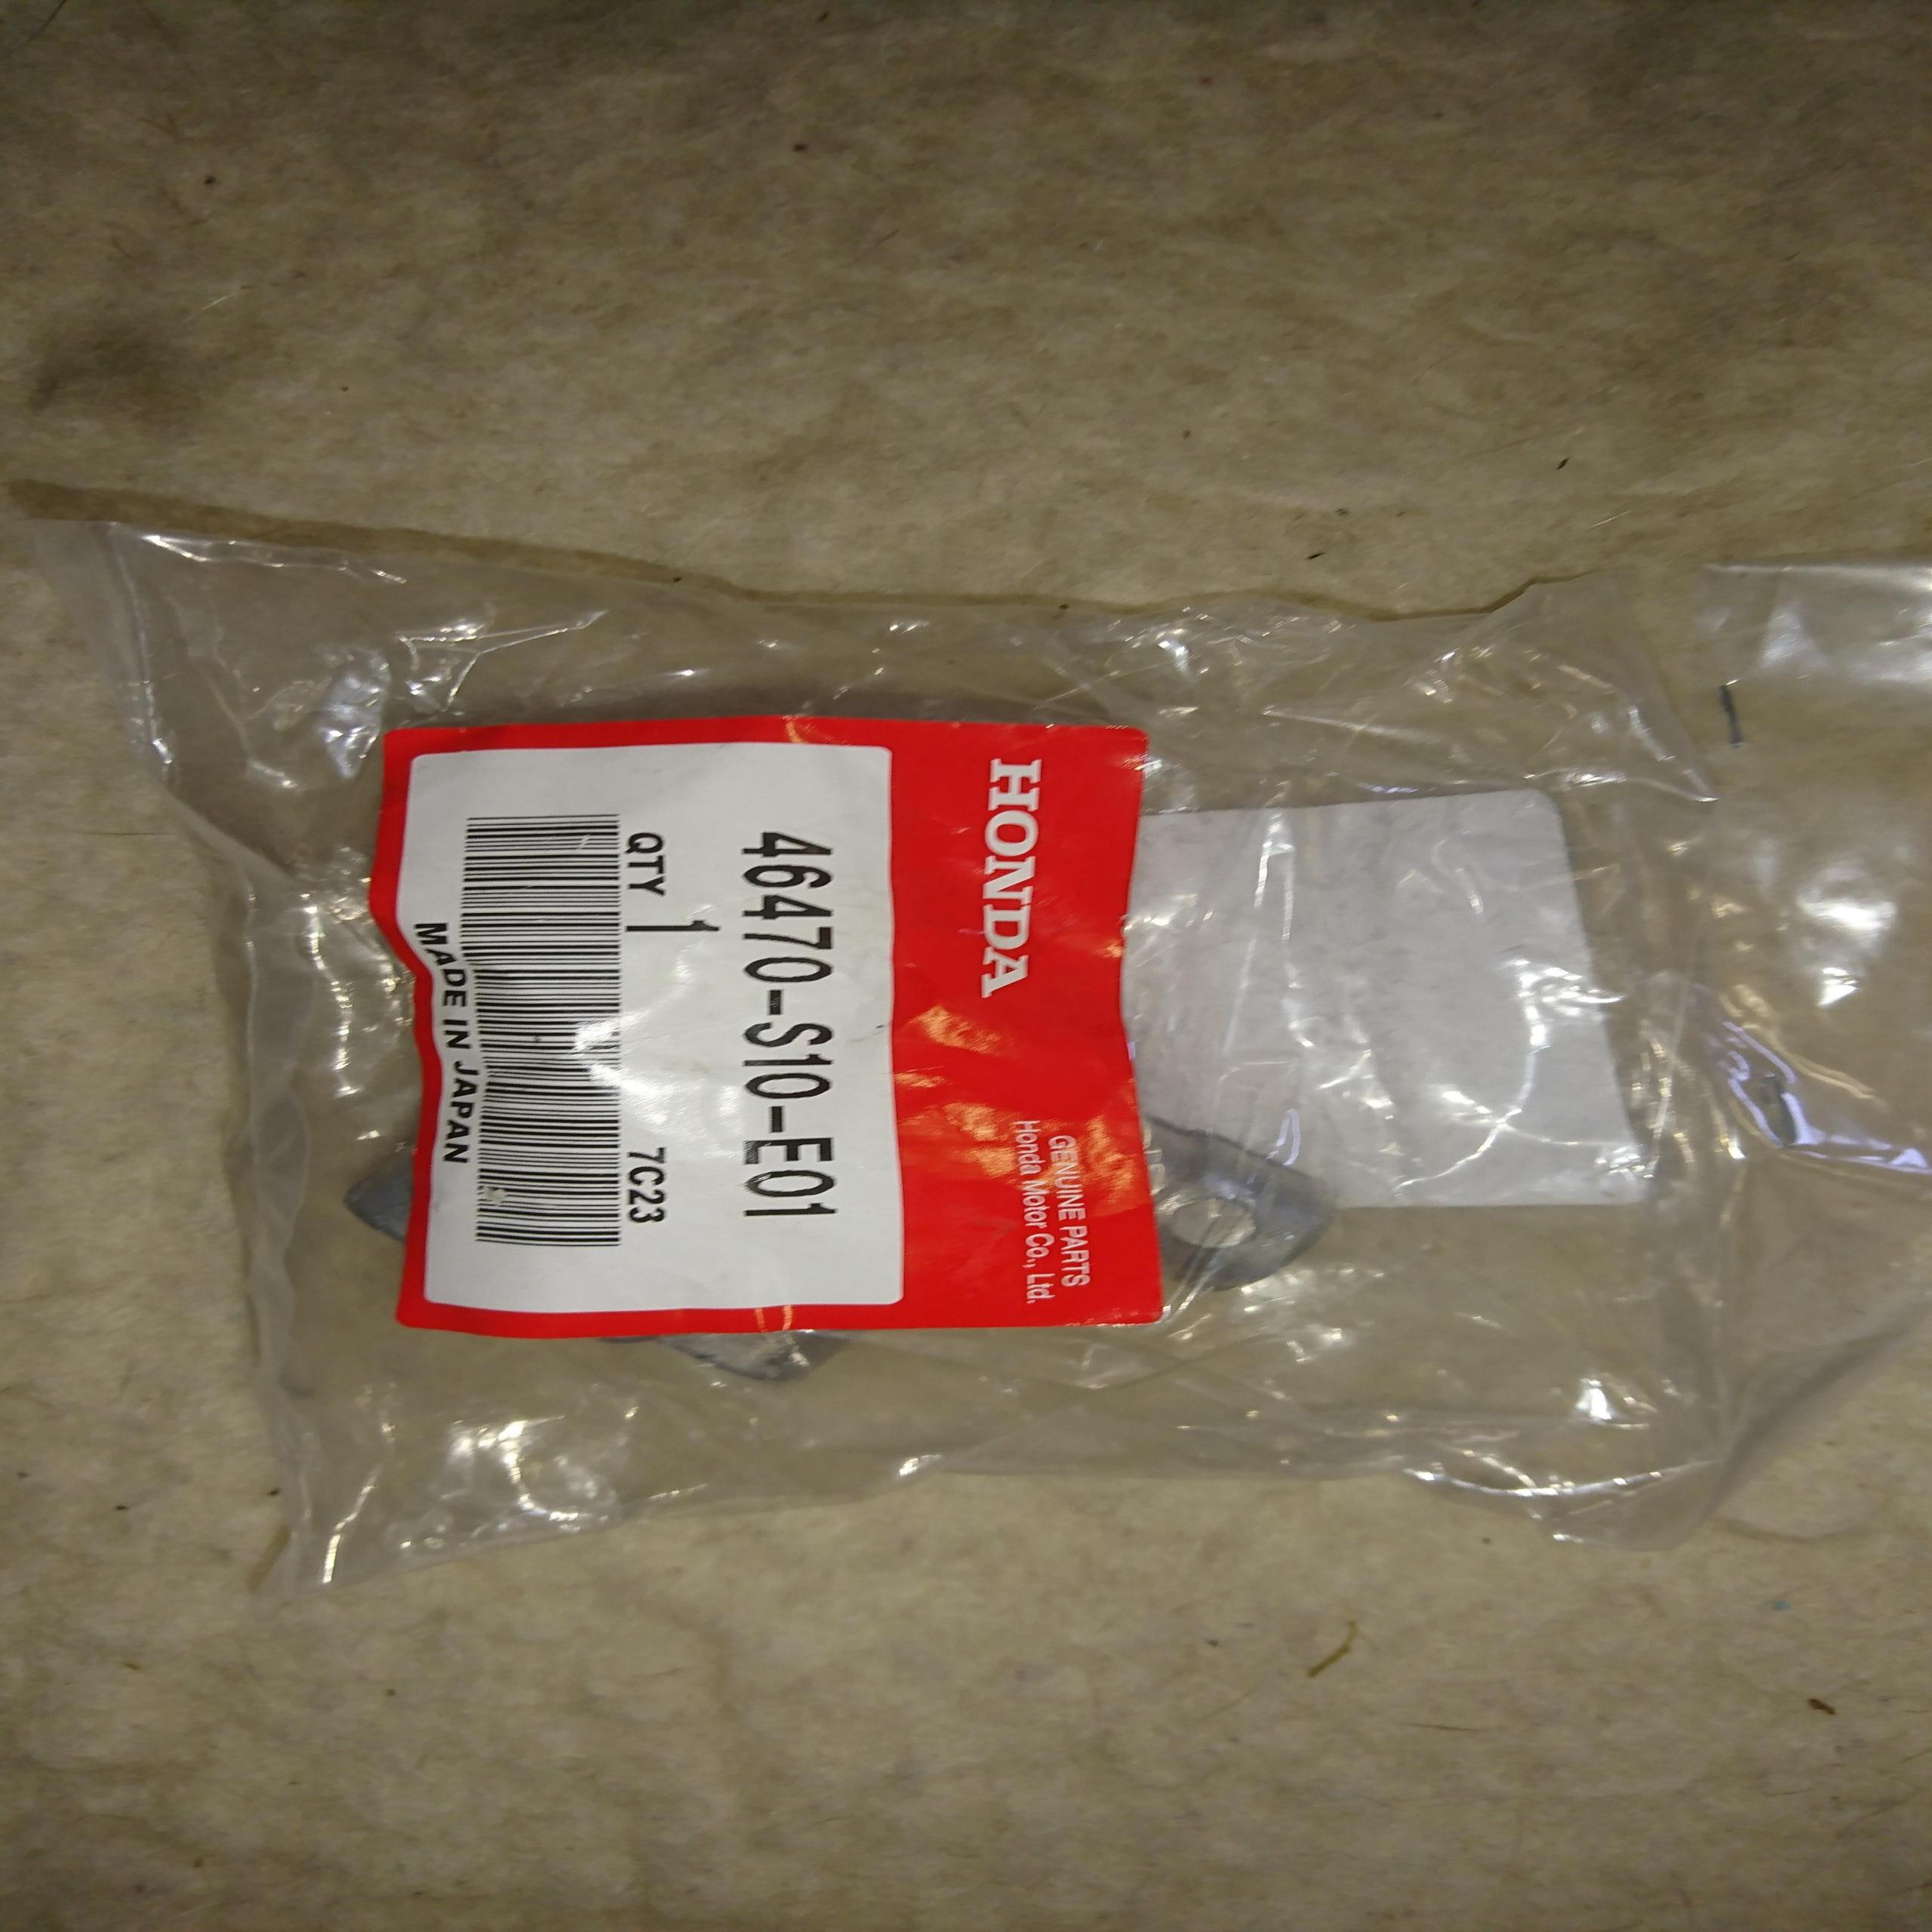 HONDA
GENUINE PARTS
Honda Motor Co., Ltd.
46470-S10-E01
QTY 1
7C23
MADE IN JAPAN